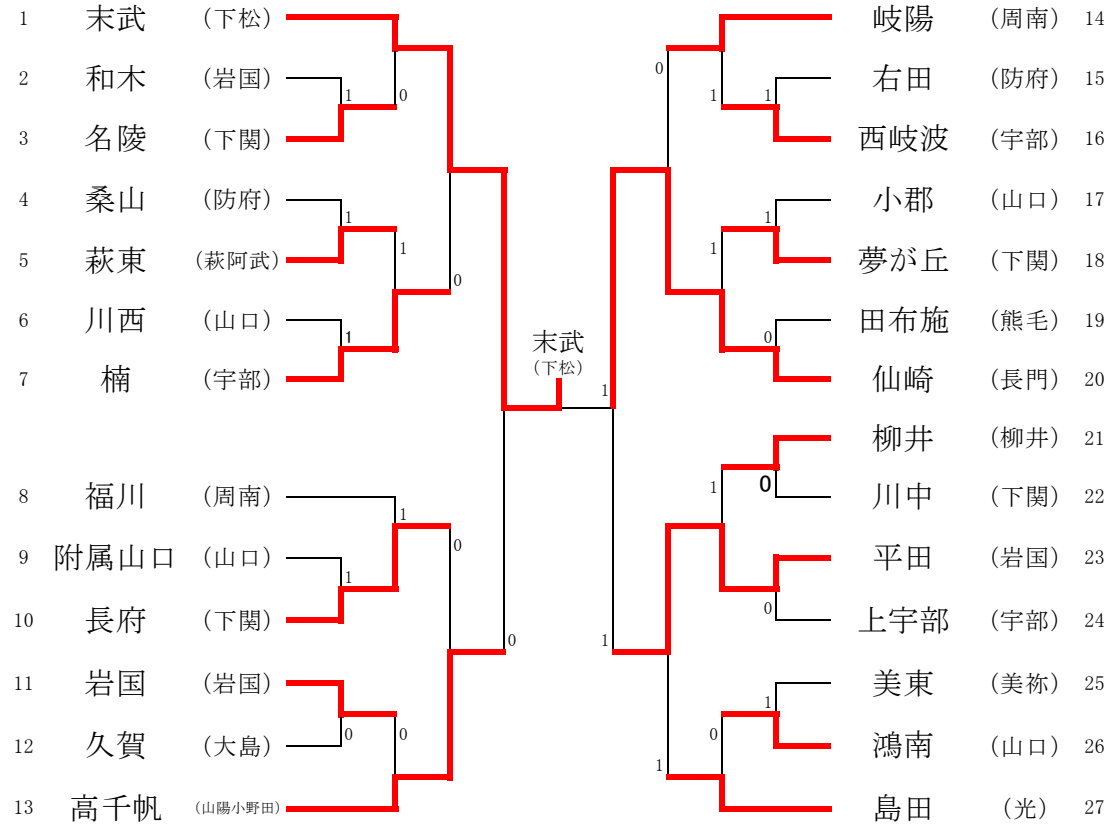 1 末武 (下松)
2 和木 (岩国)
3 名陵 (下関)
4 桑山 (防府)
5 萩東 (萩阿武)
6 川西 (山口)
7 楠 (宇部)
8 福川 (周南)
9 附属山口 (山口)
10 長府 (下関)
11 岩国 (岩国)
12 久賀 (大島)
13 高千帆 (山陽小野田)
1
0
1
1
1
0
1
1
0
0
0
0
末武
(下松)
1
0
1
1
1
1
0
0
1
1
0
1
0
1
岐陽 (周南) 14
右田 (防府) 15
西岐波 (宇部) 16
小郡 (山口) 17
夢が丘 (下関) 18
田布施 (熊毛) 19
仙崎 (長門) 20
柳井 (柳井) 21
川中 (下関) 22
平田 (岩国) 23
上宇部 (宇部) 24
美東 (美祢) 25
鴻南 (山口) 26
島田 (光) 27